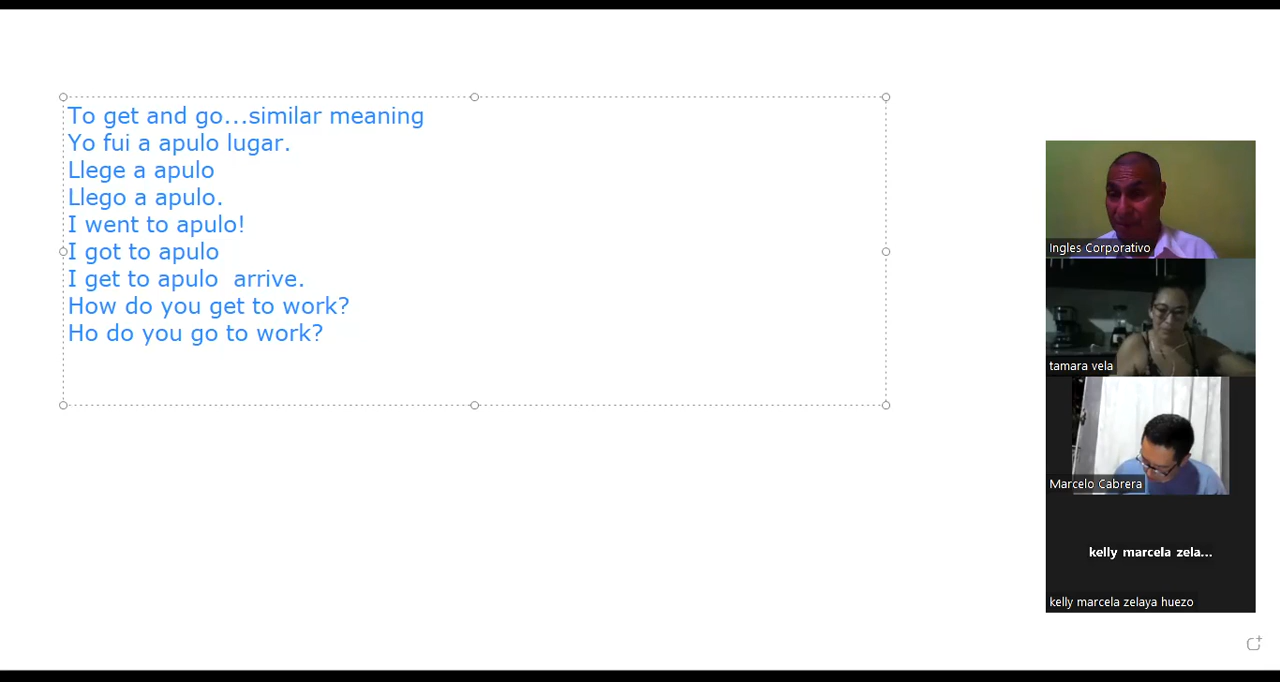 To get and go...similar meaning
Yo fui a apulo lugar.
Llege a apulo
Llego a apulo.
I went to apulo!
I got to apulo
I get to apulo  arrive.
How do you get to work?
Ho do you go to work?
Ingles Corporativo
tamara vela
Marcelo Cabrera
kelly marcela zela...
kelly marcela zelaya huezo